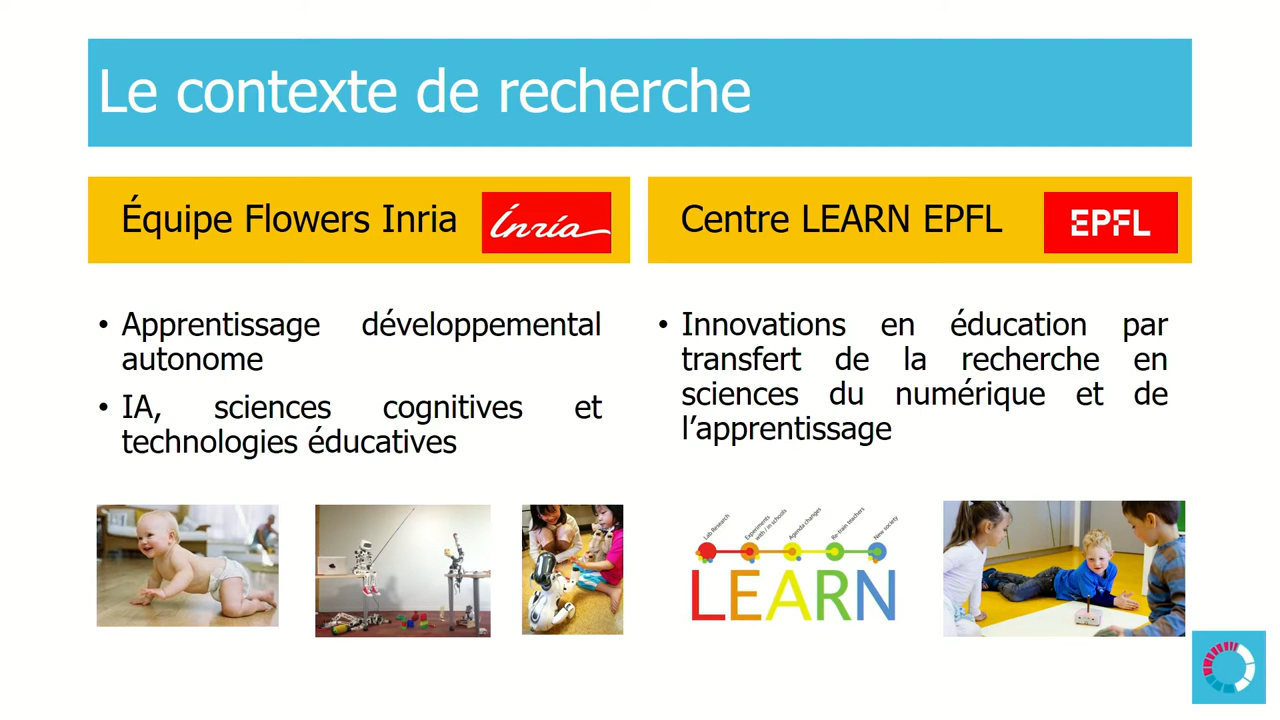 Le contexte de recherche
Équipe Flowers Inria
Inria
Centre LEARN EPFL
EPFL
• Apprentissage développemental
autonome
• IA, sciences cognitives et
technologies éducatives
• Innovations en éducation par
transfert de la recherche en
sciences du numérique et de
l’apprentissage
Lab Research
Experiments
with / in schools
Agenda changes
Re-train teachers
New society
LEARN